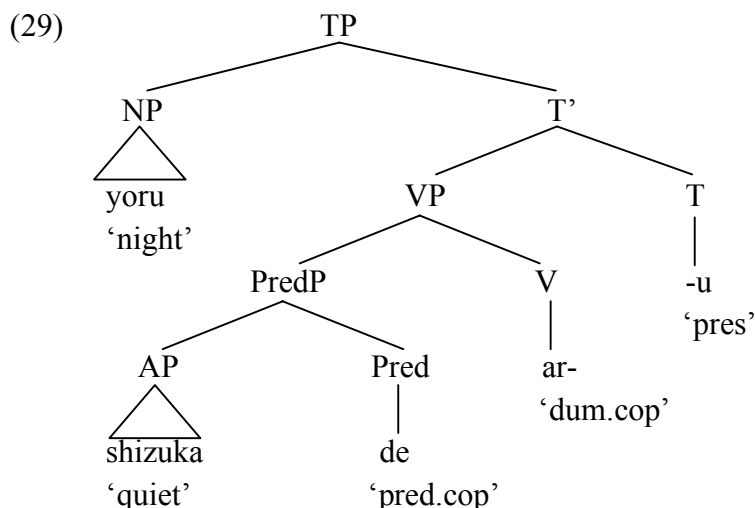 (29) TP
NP T’
yoru VP T
‘night’ -u
PredP V ‘pres’
AP Pred ar-
‘dum.cop’
shizuka de
‘quiet’ ‘pred.cop’